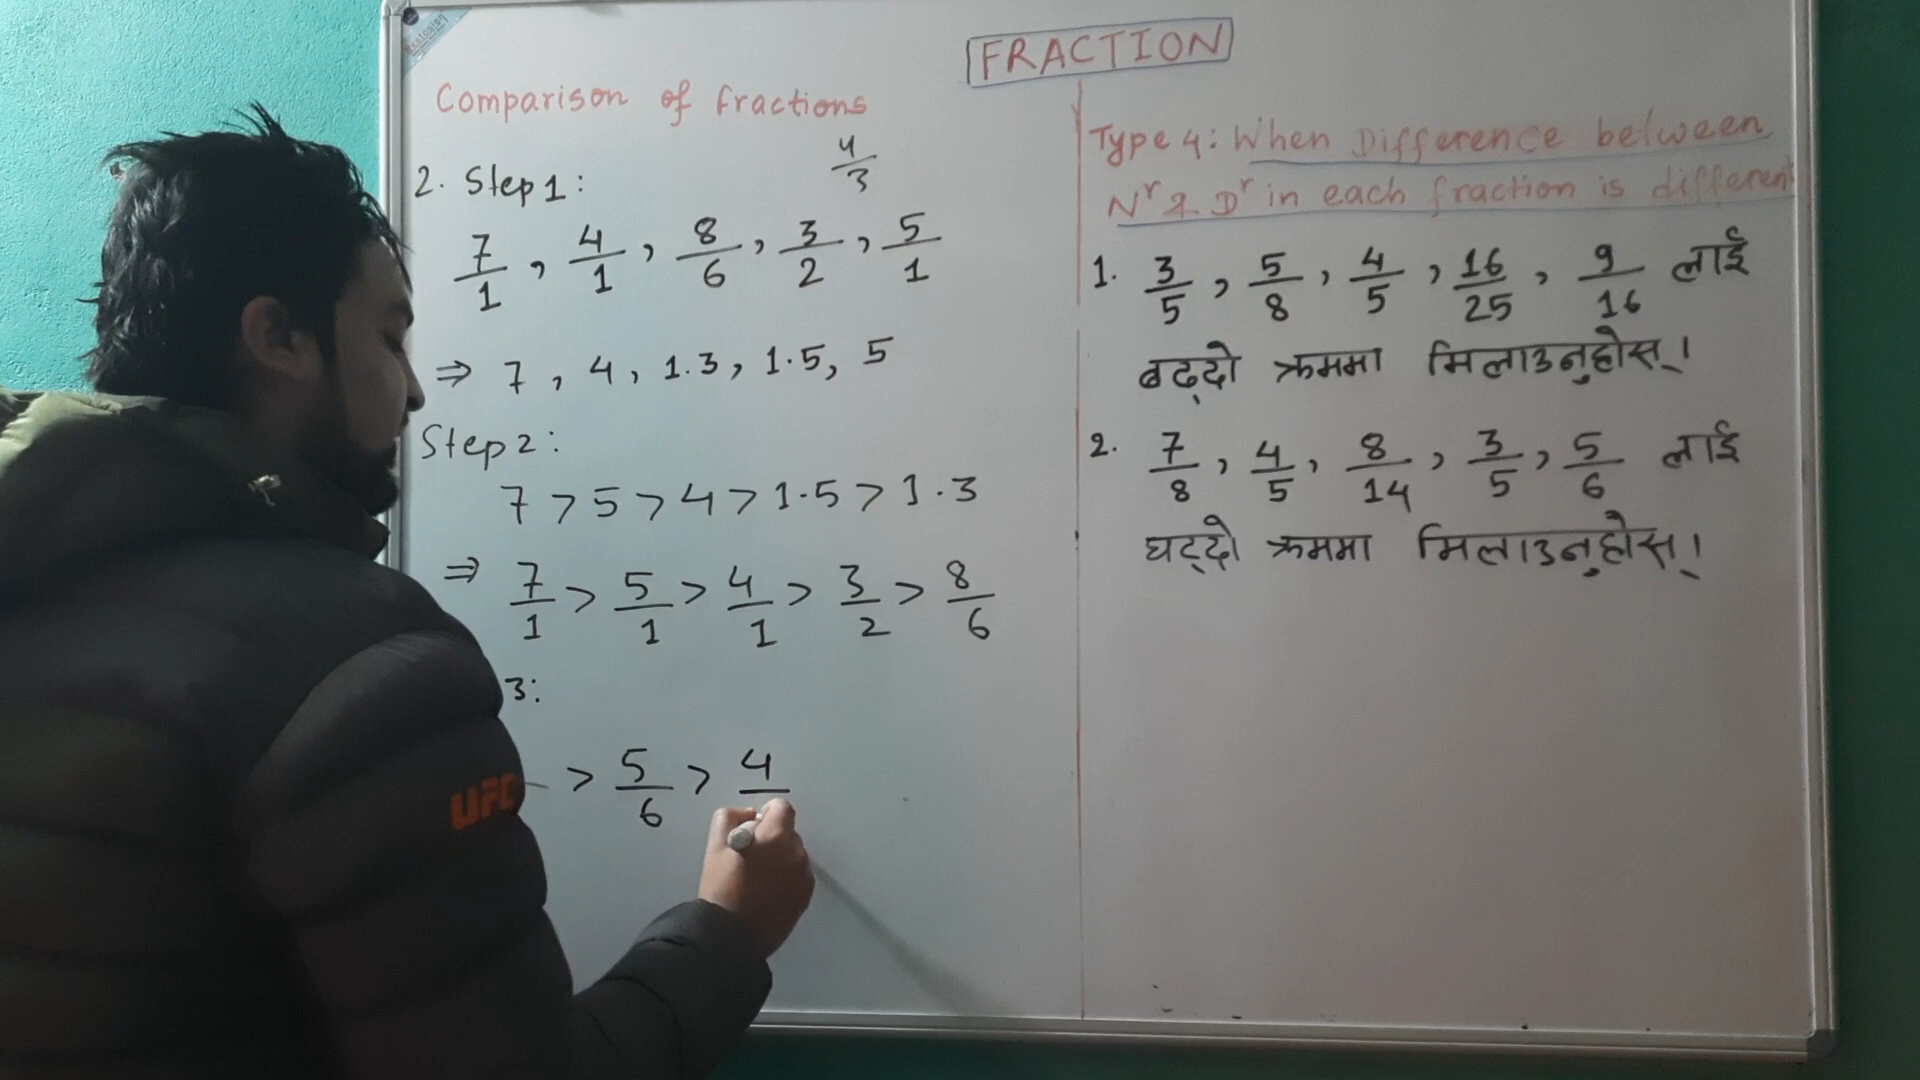 FRACTION
Comparison of fractions
4/3
2. Step 1:
7/1, 4/1, 8/6, 3/2, 5/1
⇒ 7, 4, 1.3, 1.5, 5
Step 2:
7 > 5 > 4 > 1.5 > 1.3
⇒ 7/1 > 5/1 > 4/1 > 3/2 > 8/6
3:
> 5/6 > 4
UFC
Type 4: When Difference between
Nʳ & Dʳ in each fraction is different
1. 3/5, 5/8, 4/5, 16/25, 9/16 लाई
बढ्दो क्रममा मिलाउनुहोस्।
2. 7/8, 4/5, 8/14, 3/5, 5/6 लाई
घट्दो क्रममा मिलाउनुहोस्।